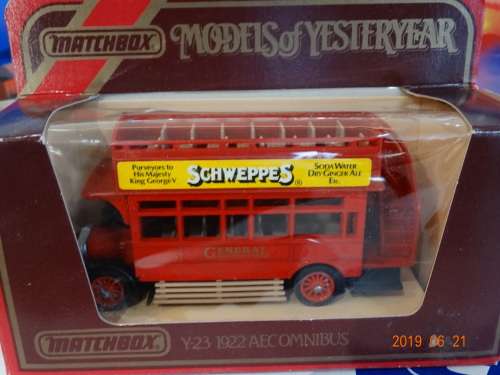 MATCHBOX
MODELS of YESTERYEAR
Purveyors to
His Majesty
King George V
SCHWEPPES ®
SODA WATER
DRY GINGER ALE
Etc.
GENERAL
MATCHBOX
Y-23 1922 AEC OMNIBUS
2019 06 21